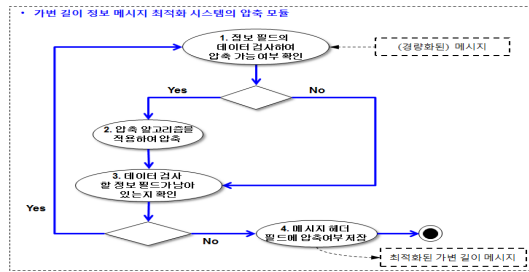 • 가변 길이 정보 메시지 최적화 시스템의 압축 모듈
1. 정보 필드의
데이터 검사하여
압축 가능여부 확인
(경량화된) 메시지
Yes
No
2. 압축 알고리즘을
적용하여 압축
3. 데이터 검사
할 정보 필드가 남아
있는지 확인
Yes
No
4. 메시지 헤더
필드에 압축여부 저장
최적화된 가변 길이 메시지